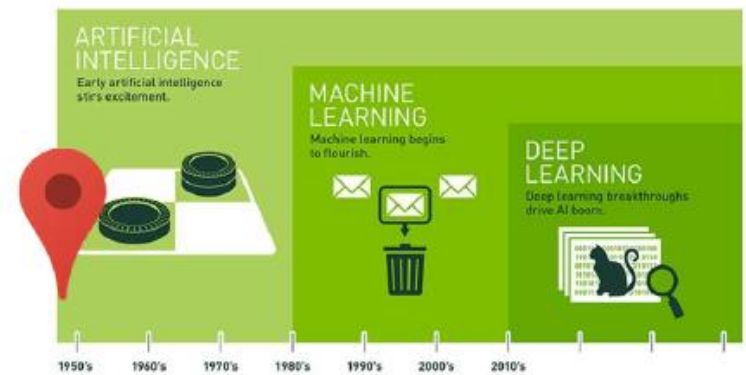 ARTIFICIAL
INTELLIGENCE
Early artificial intelligence
stirs excitement.
MACHINE
LEARNING
Machine learning begins
to flourish.
DEEP
LEARNING
Deep learning breakthroughs
drive AI boom.
1950's 1960's 1970's 1980's 1990's 2000's 2010's